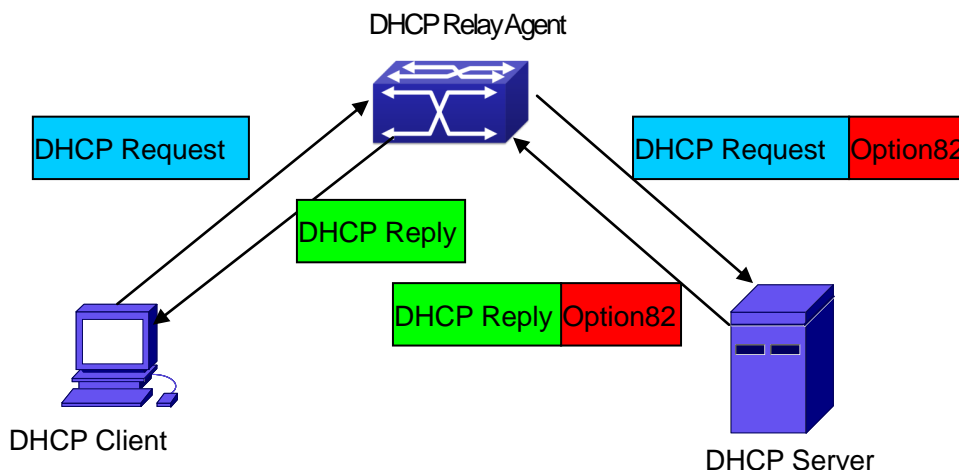 DHCP Relay Agent
DHCP Request
DHCP Request Option82
DHCP Reply
DHCP Reply Option82
DHCP Client
DHCP Server